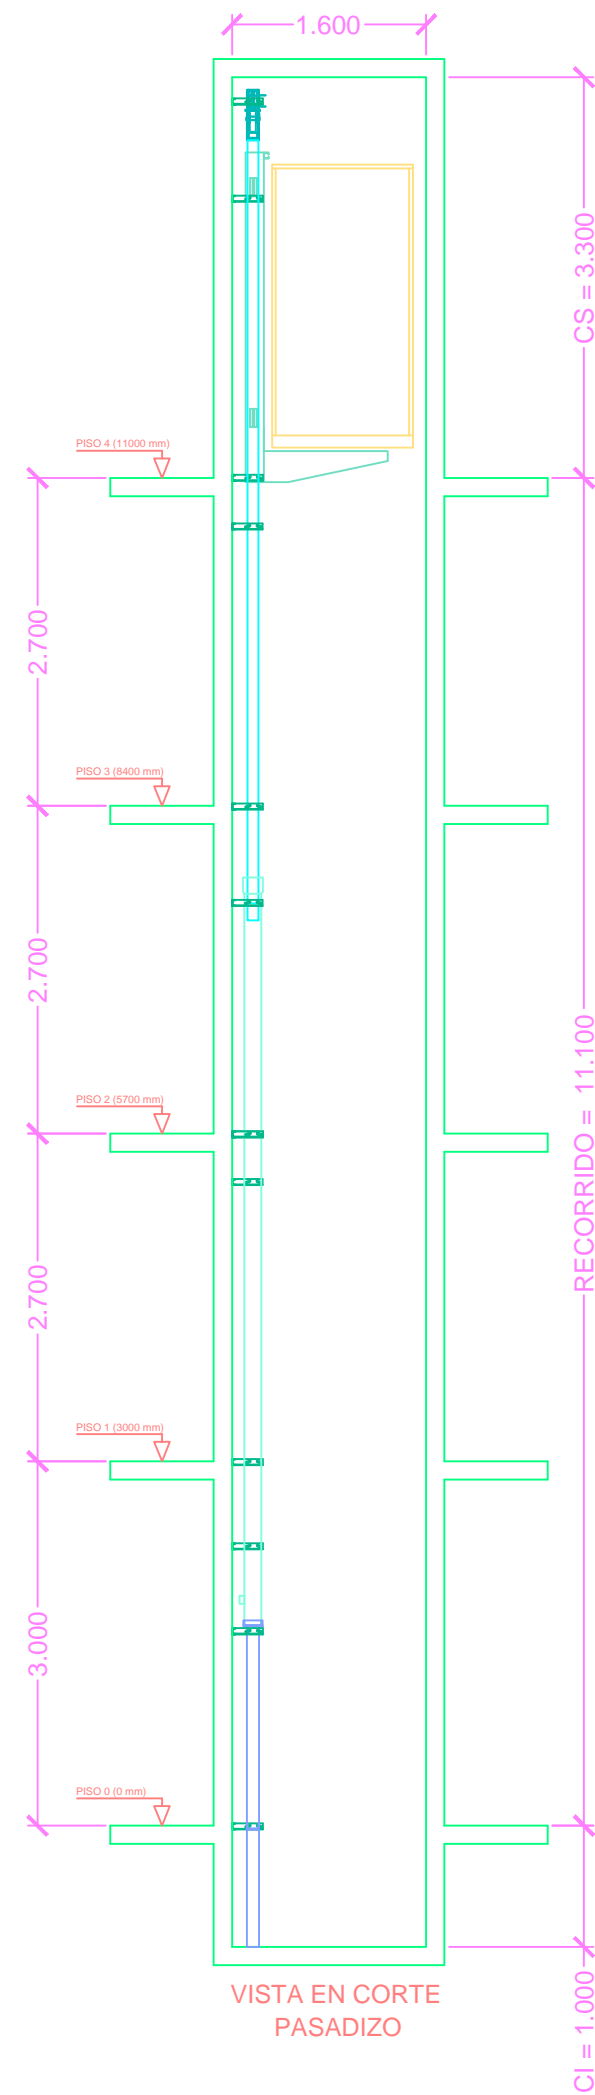 1.600
CS = 3.300
PISO 4 (11000 mm)
2.700
PISO 3 (8400 mm)
2.700
RECORRIDO = 11.100
PISO 2 (5700 mm)
2.700
PISO 1 (3000 mm)
3.000
PISO 0 (0 mm)
CI = 1.000
VISTA EN CORTE
PASADIZO